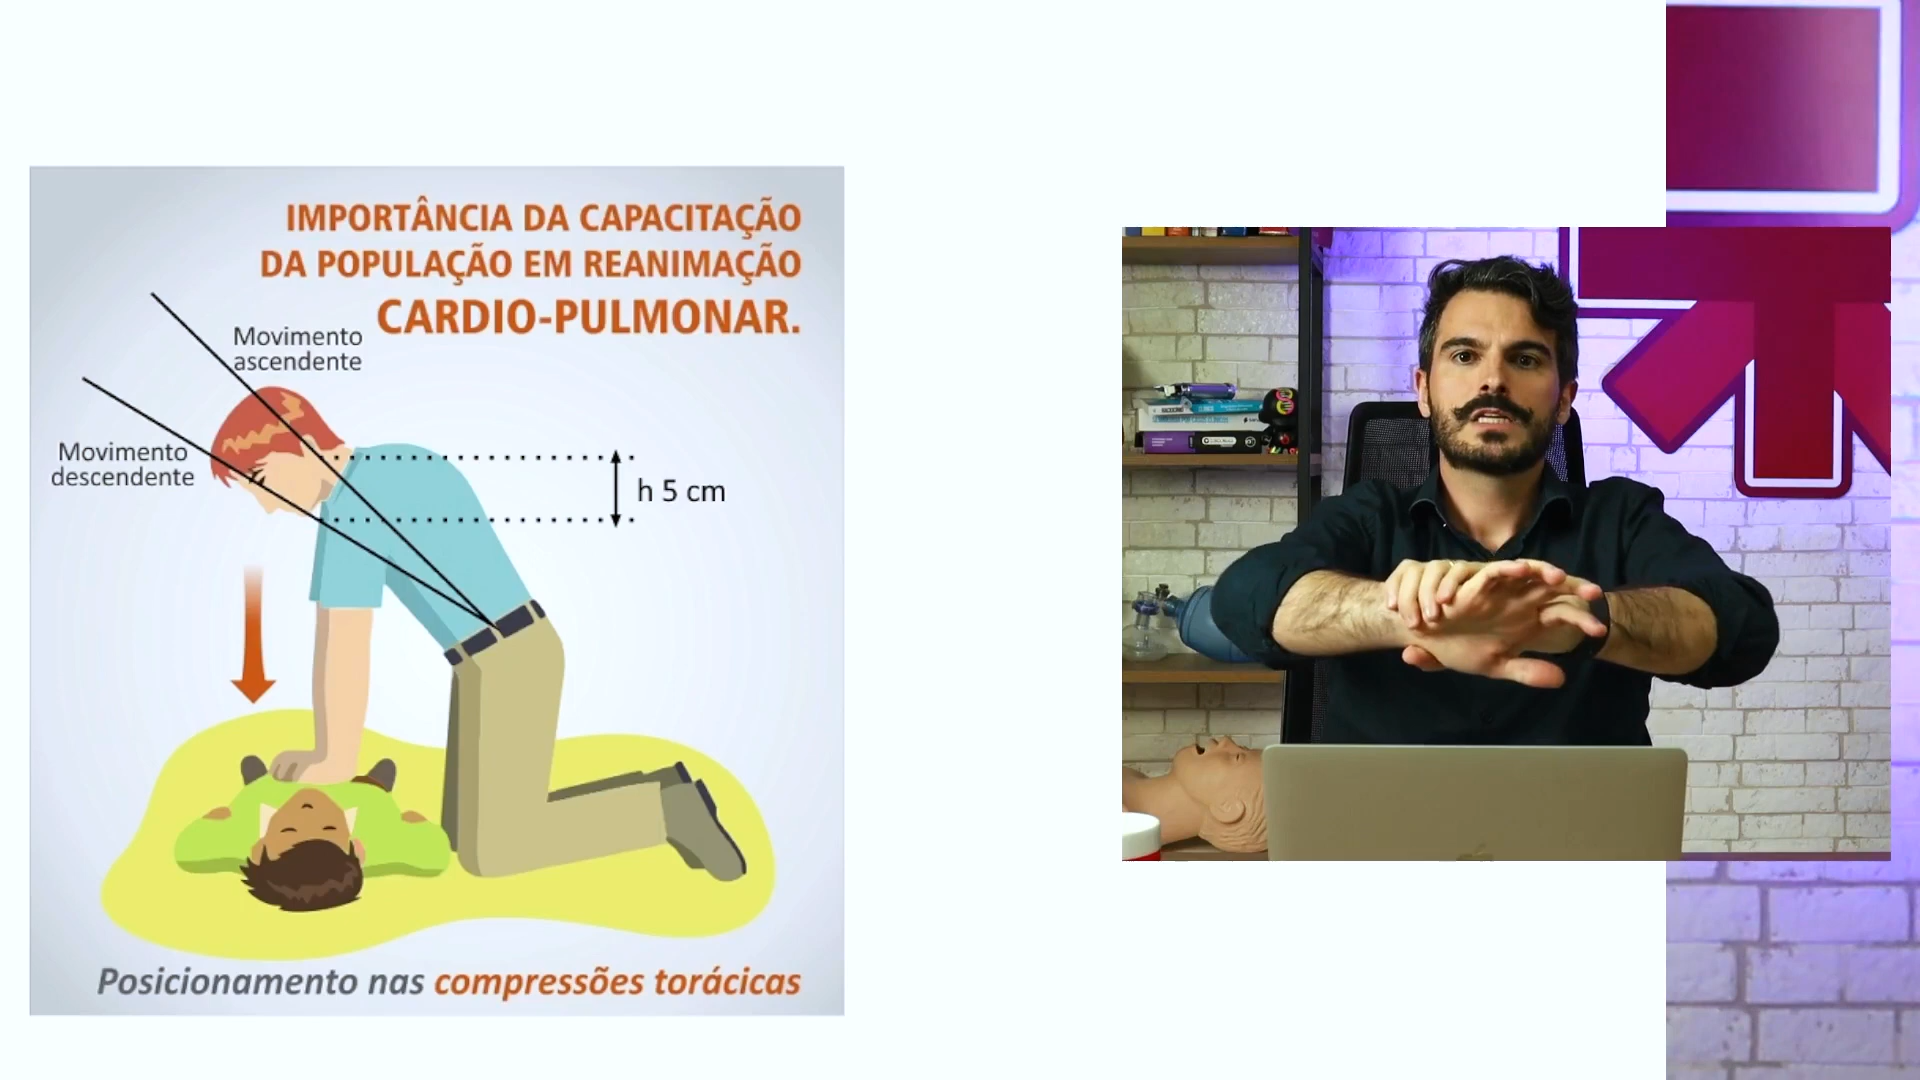 IMPORTÂNCIA DA CAPACITAÇÃO
DA POPULAÇÃO EM REANIMAÇÃO
CARDIO-PULMONAR.
Movimento
ascendente
Movimento
descendente
h 5 cm
Posicionamento nas compressões torácicas